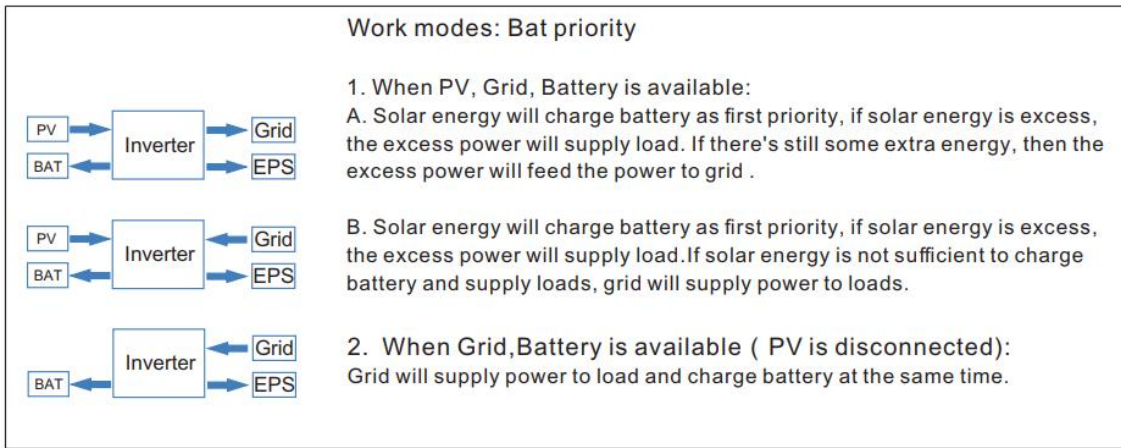 Work modes: Bat priority
1. When PV, Grid, Battery is available:
A. Solar energy will charge battery as first priority, if solar energy is excess,
the excess power will supply load. If there's still some extra energy, then the
excess power will feed the power to grid .
PV
BAT
Inverter
Grid
EPS
B. Solar energy will charge battery as first priority, if solar energy is excess,
the excess power will supply load.If solar energy is not sufficient to charge
battery and supply loads, grid will supply power to loads.
PV
BAT
Inverter
Grid
EPS
2. When Grid,Battery is available ( PV is disconnected):
Grid will supply power to load and charge battery at the same time.
BAT
Inverter
Grid
EPS